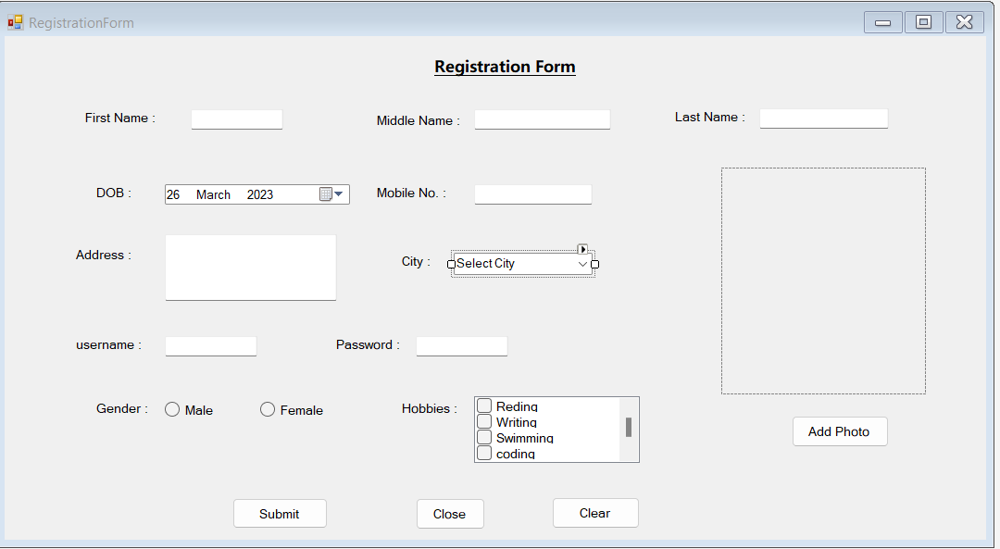 RegistrationForm
Registration Form
First Name :
Middle Name :
Last Name :
DOB :
26 March 2023
Mobile No. :
Address :
City :
Select City
username :
Password :
Gender :
Male
Female
Hobbies :
Reding
Writing
Swimming
coding
Add Photo
Submit
Close
Clear